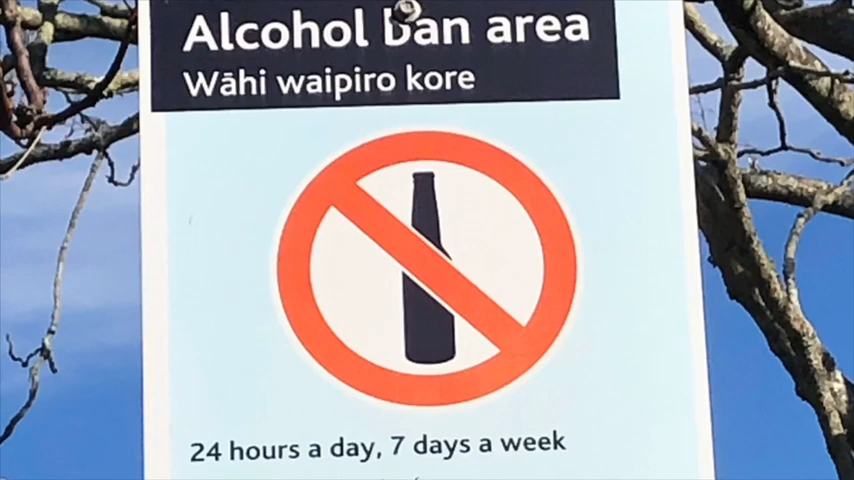 Alcohol ban area
Wāhi waipiro kore
24 hours a day, 7 days a week